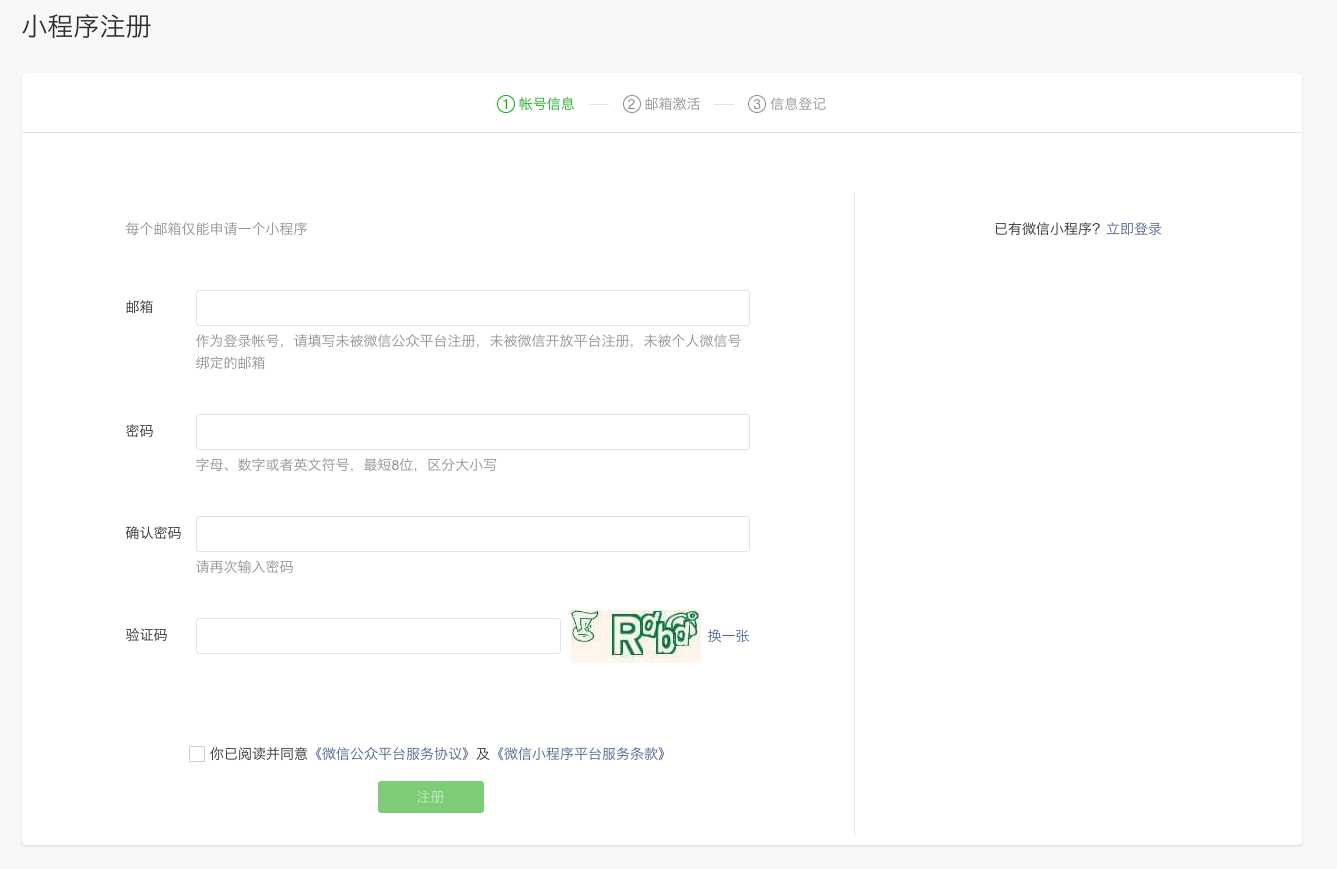 小程序注册
1 帐号信息 2 邮箱激活 3 信息登记
每个邮箱仅能申请一个小程序
已有微信小程序？立即登录
邮箱
作为登录帐号，请填写未被微信公众平台注册，未被微信开放平台注册，未被个人微信号
绑定的邮箱
密码
字母、数字或者英文符号，最短8位，区分大小写
确认密码
请再次输入密码
验证码
换一张
你已阅读并同意《微信公众平台服务协议》及《微信小程序平台服务条款》
注册